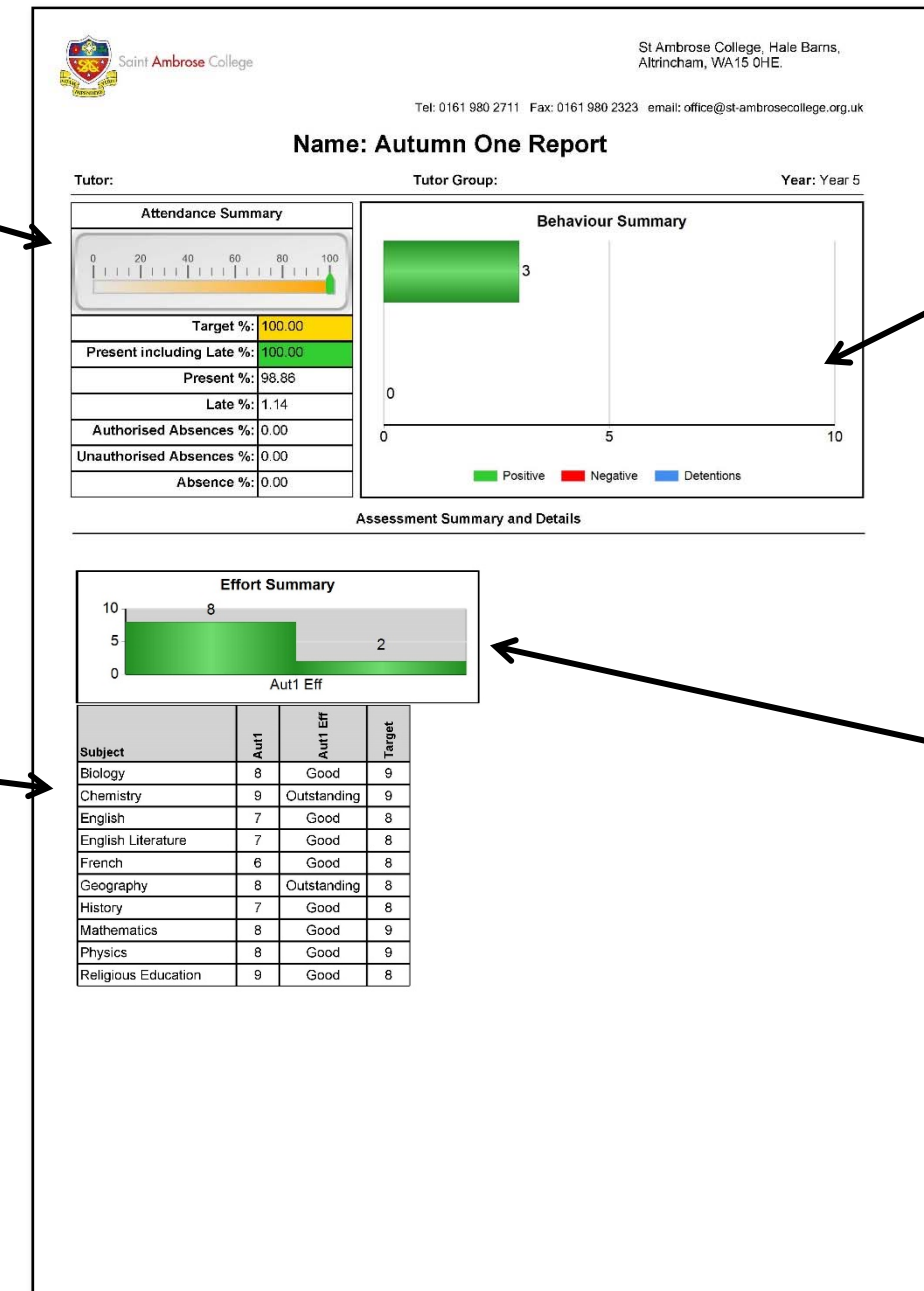 Saint Ambrose College
St Ambrose College, Hale Barns,
Altrincham, WA15 0HE.
Tel: 0161 980 2711 Fax: 0161 980 2323 email: office@st-ambrosecollege.org.uk
Name: Autumn One Report
Tutor: Tutor Group: Year: Year 5
Attendance Summary
0 20 40 60 80 100
Target %: 100.00
Present including Late %: 100.00
Present %: 98.86
Late %: 1.14
Authorised Absences %: 0.00
Unauthorised Absences %: 0.00
Absence %: 0.00
Behaviour Summary
3
0
0 5 10
Positive Negative Detentions
Assessment Summary and Details
Effort Summary
10
5
0
8
2
Aut1 Eff
Subject Aut1 Aut1 Eff Target
Biology 8 Good 9
Chemistry 9 Outstanding 9
English 7 Good 8
English Literature 7 Good 8
French 6 Good 8
Geography 8 Outstanding 8
History 7 Good 8
Mathematics 8 Good 9
Physics 8 Good 9
Religious Education 9 Good 8